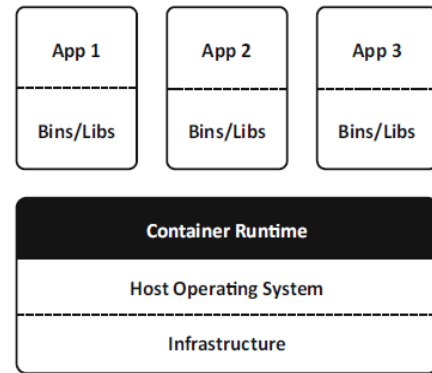 App 1 App 2 App 3
Bins/Libs Bins/Libs Bins/Libs
Container Runtime
Host Operating System
Infrastructure